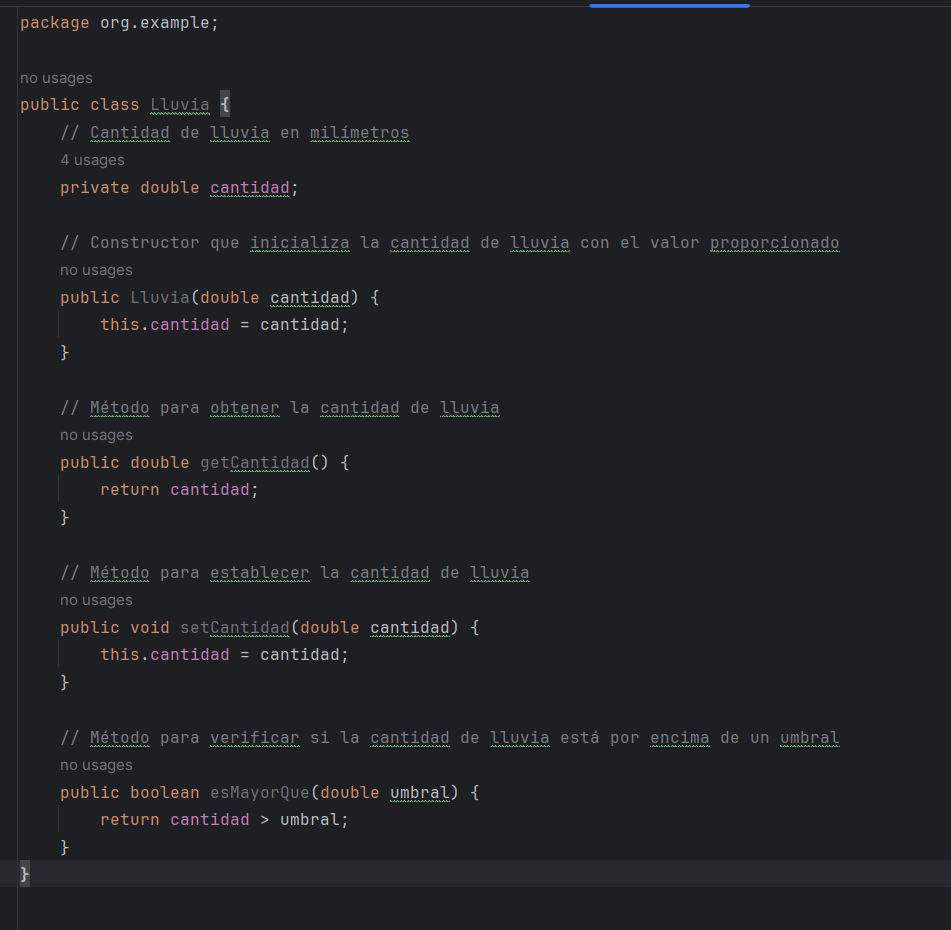 package org.example;
no usages
public class Lluvia {
// Cantidad de lluvia en milímetros
4 usages
private double cantidad;
// Constructor que inicializa la cantidad de lluvia con el valor proporcionado
no usages
public Lluvia(double cantidad) {
this.cantidad = cantidad;
}
// Método para obtener la cantidad de lluvia
no usages
public double getCantidad() {
return cantidad;
}
// Método para establecer la cantidad de lluvia
no usages
public void setCantidad(double cantidad) {
this.cantidad = cantidad;
}
// Método para verificar si la cantidad de lluvia está por encima de un umbral
no usages
public boolean esMayorQue(double umbral) {
return cantidad > umbral;
}
}